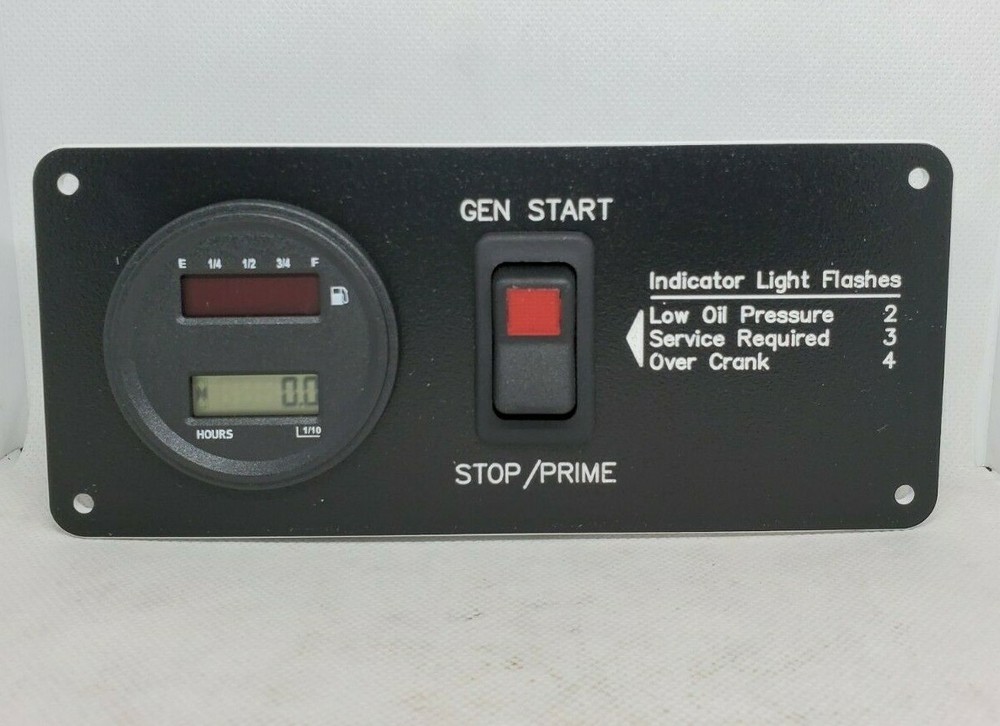 E 1/4 1/2 3/4 F
0.0
HOURS 1/10
GEN START
STOP/PRIME
Indicator Light Flashes
Low Oil Pressure 2
Service Required 3
Over Crank 4